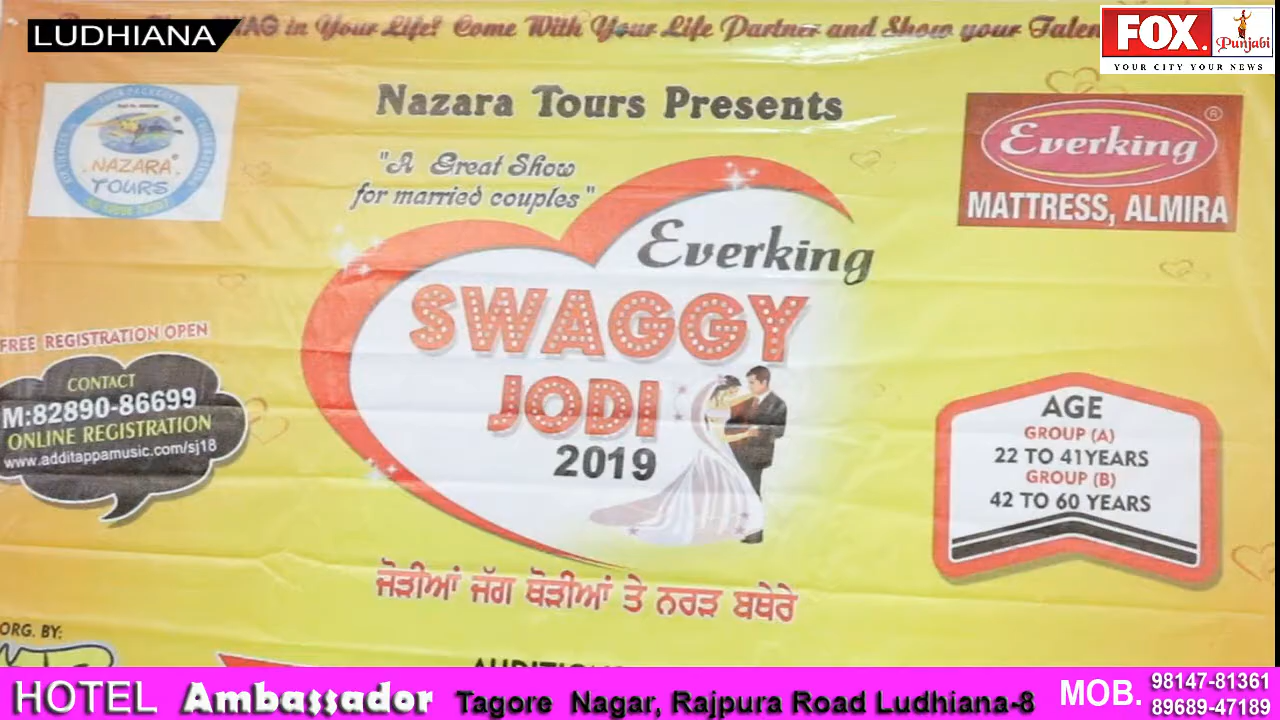 LUDHIANA
SWAG in Your Life? Come With Your Life Partner and Show your Talent
FOX.
Punjabi
YOUR CITY YOUR NEWS
Nazara Tours Presents
NAZARA
TOURS
"A Great Show
for married couples"
Everking
MATTRESS, ALMIRA
Everking
SWAGGY
JODI
2019
FREE REGISTRATION OPEN
CONTACT
M:82890-86699
ONLINE REGISTRATION
www.additappamusic.com/sj18
AGE
GROUP (A)
22 TO 41YEARS
GROUP (B)
42 TO 60 YEARS
ਜੋੜੀਆਂ ਜੱਗ ਥੋੜੀਆਂ ਤੇ ਨਰੜ ਬਥੇਰੇ
ORG. BY:
HOTEL Ambassador Tagore Nagar, Rajpura Road Ludhiana-8 MOB. 98147-81361
89689-47189